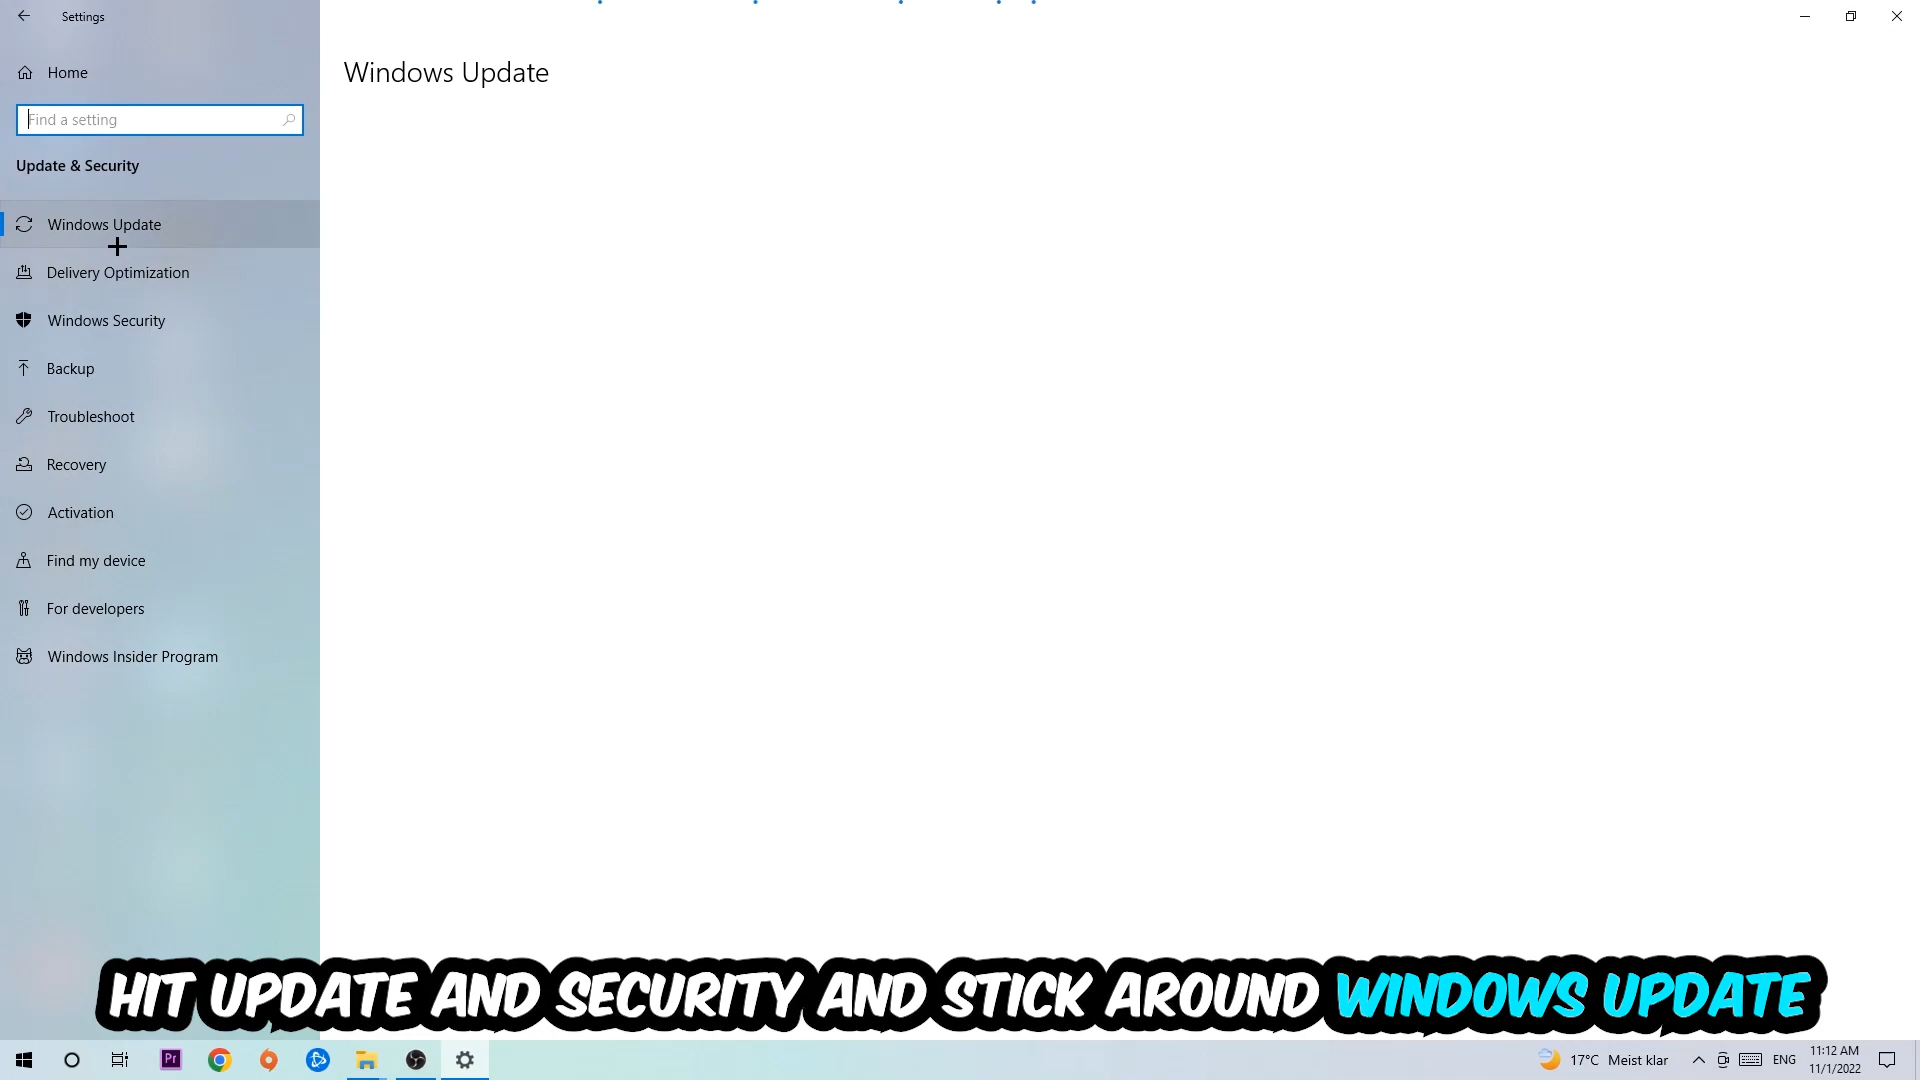 Settings
Home
Find a setting
Update & Security
Windows Update
Delivery Optimization
Windows Security
Backup
Troubleshoot
Recovery
Activation
Find my device
For developers
Windows Insider Program
Windows Update
HIT UPDATE AND SECURITY AND STICK AROUND WINDOWS UPDATE
Pr
17°C Meist klar
ENG
11:12 AM
11/1/2022